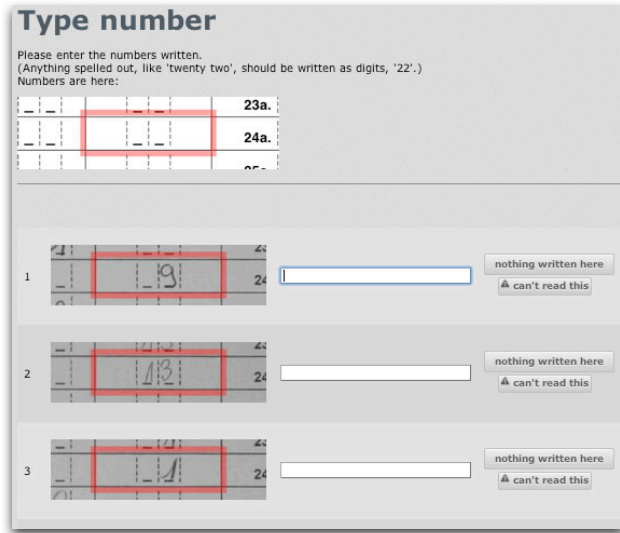 Type number
Please enter the numbers written.
(Anything spelled out, like 'twenty two', should be written as digits, '22'.)
Numbers are here:
23a.
24a.
1
9
24
nothing written here
can't read this
2
13
24
nothing written here
can't read this
3
1
24
nothing written here
can't read this